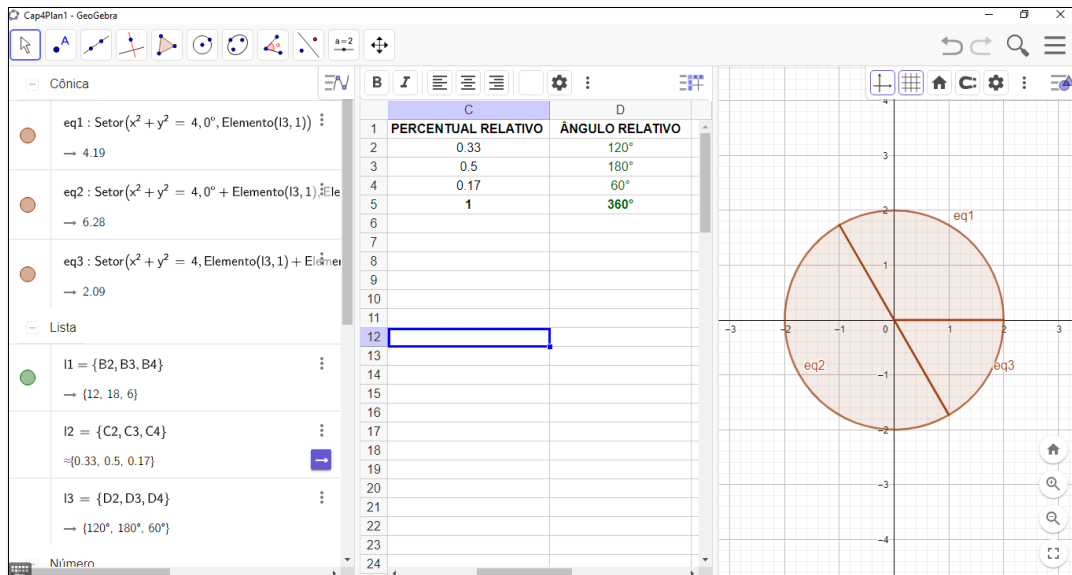 Cap4Plan1 - GeoGebra
A
a=2
Cônica
eq1 : Setor(x² + y² = 4, 0°, Elemento(l3, 1))
→ 4.19
eq2 : Setor(x² + y² = 4, 0° + Elemento(l3, 1), Ele
→ 6.28
eq3 : Setor(x² + y² = 4, Elemento(l3, 1) + Elemer
→ 2.09
Lista
l1 = {B2, B3, B4}
→ {12, 18, 6}
l2 = {C2, C3, C4}
≈{0.33, 0.5, 0.17}
l3 = {D2, D3, D4}
→ {120°, 180°, 60°}
Número
B I
C D
1 PERCENTUAL RELATIVO ÂNGULO RELATIVO
2 0.33 120°
3 0.5 180°
4 0.17 60°
5 1 360°
6
7
8
9
10
11
12
13
14
15
16
17
18
19
20
21
22
23
24
4
3
2
eq1
1
−3 −2 −1 0 1 2 3
eq2
eq3
−1
−2
−3
−4